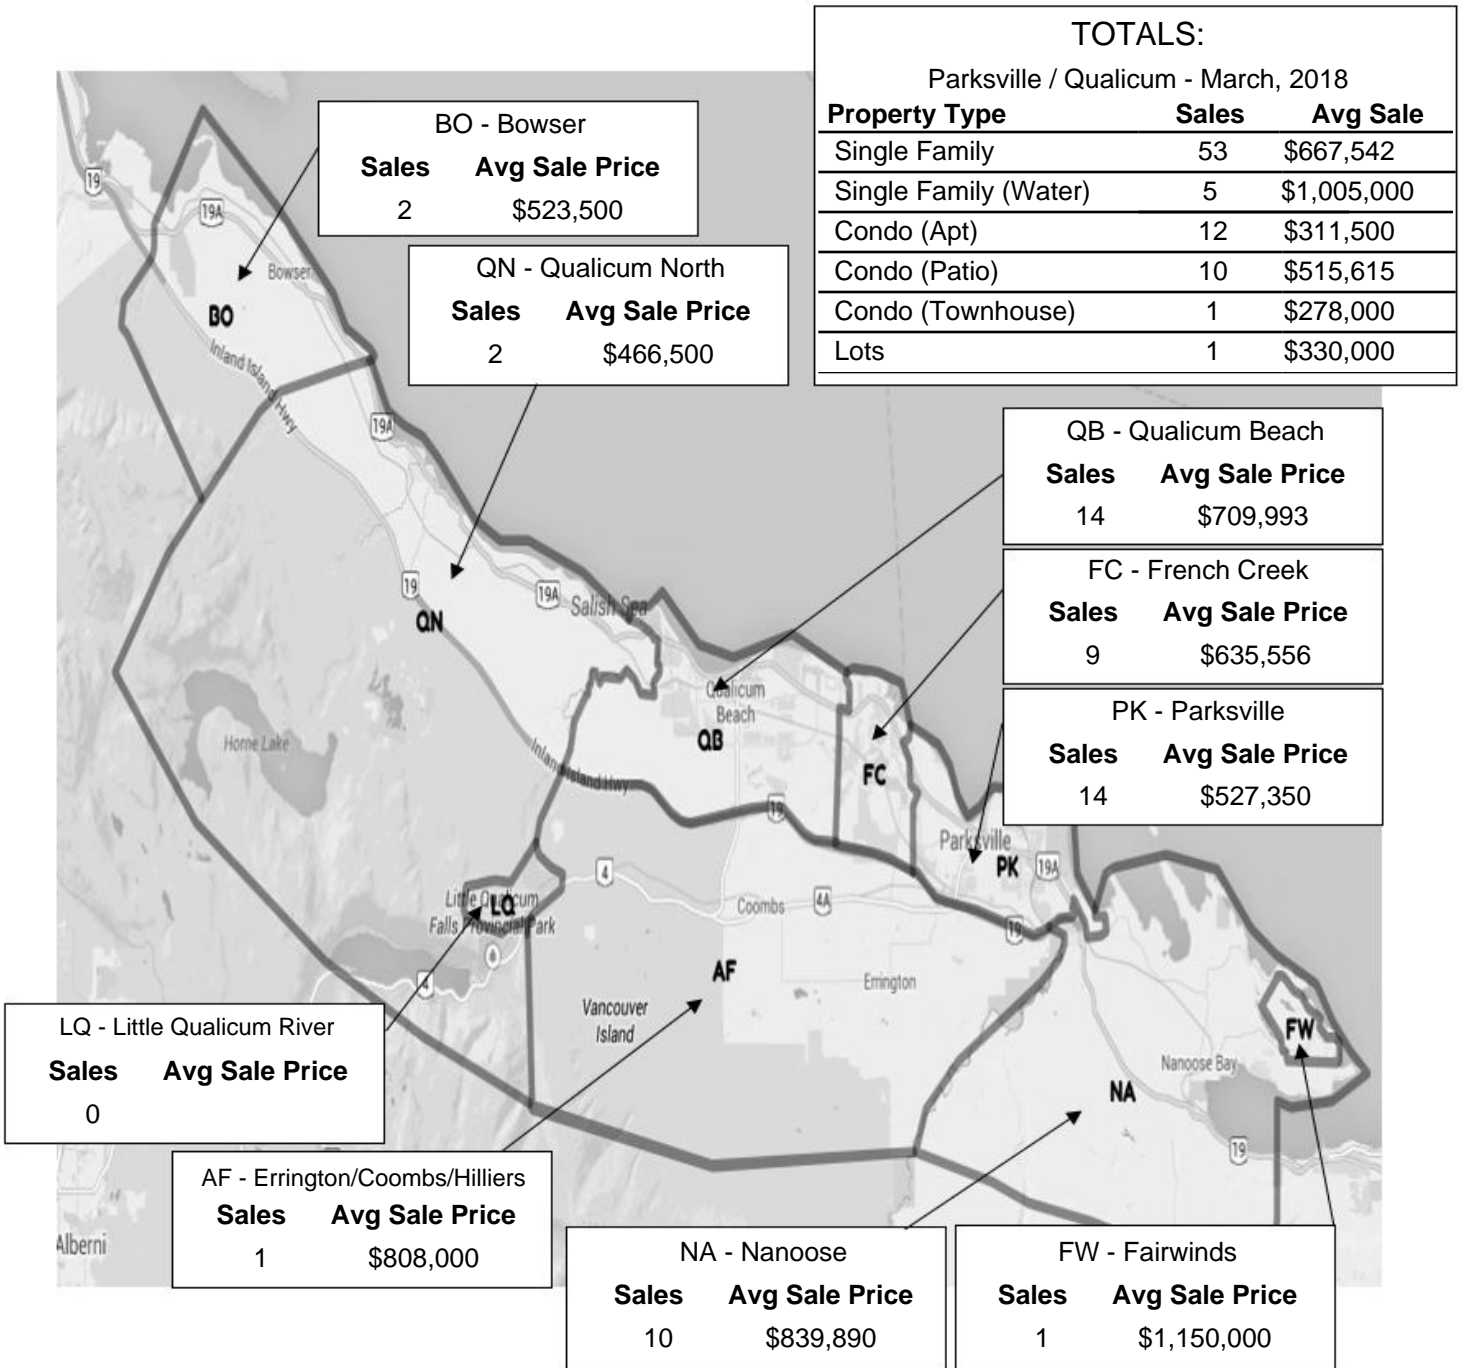 TOTALS:
Parksville / Qualicum - March, 2018
Property Type Sales Avg Sale
Single Family 53 $667,542
Single Family (Water) 5 $1,005,000
Condo (Apt) 12 $311,500
Condo (Patio) 10 $515,615
Condo (Townhouse) 1 $278,000
Lots 1 $330,000
BO - Bowser
Sales Avg Sale Price
2 $523,500
QN - Qualicum North
Sales Avg Sale Price
2 $466,500
QB - Qualicum Beach
Sales Avg Sale Price
14 $709,993
FC - French Creek
Sales Avg Sale Price
9 $635,556
PK - Parksville
Sales Avg Sale Price
14 $527,350
LQ - Little Qualicum River
Sales Avg Sale Price
0
AF - Errington/Coombs/Hilliers
Sales Avg Sale Price
1 $808,000
NA - Nanoose
Sales Avg Sale Price
10 $839,890
FW - Fairwinds
Sales Avg Sale Price
1 $1,150,000
19
19A
Bowser
BO
Inland Island Hwy
19A
19
QN
19A
Salish Sea
Qualicum
Beach
QB
Horne Lake
Inland Island Hwy
FC
19
Parksville
PK
19A
4
Little Qualicum
Falls Provincial Park
LQ
Coombs
4A
19
4
AF
Errington
Vancouver
Island
FW
Nanoose Bay
NA
19
Alberni